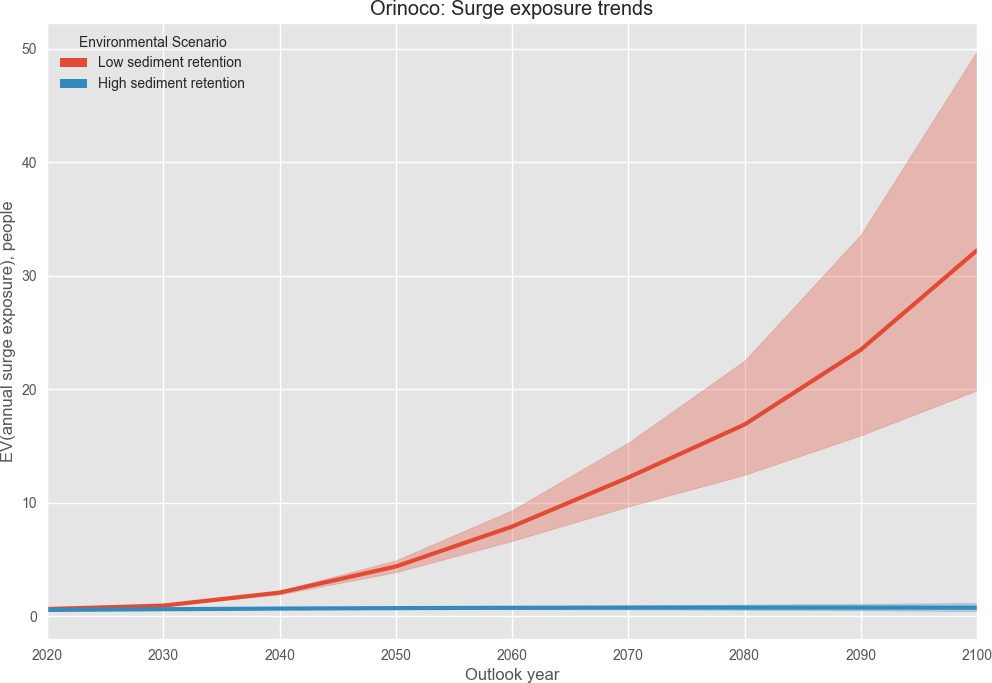 Orinoco: Surge exposure trends
Environmental Scenario
Low sediment retention
High sediment retention
EV(annual surge exposure), people
50
40
30
20
10
0
2020 2030 2040 2050 2060 2070 2080 2090 2100
Outlook year